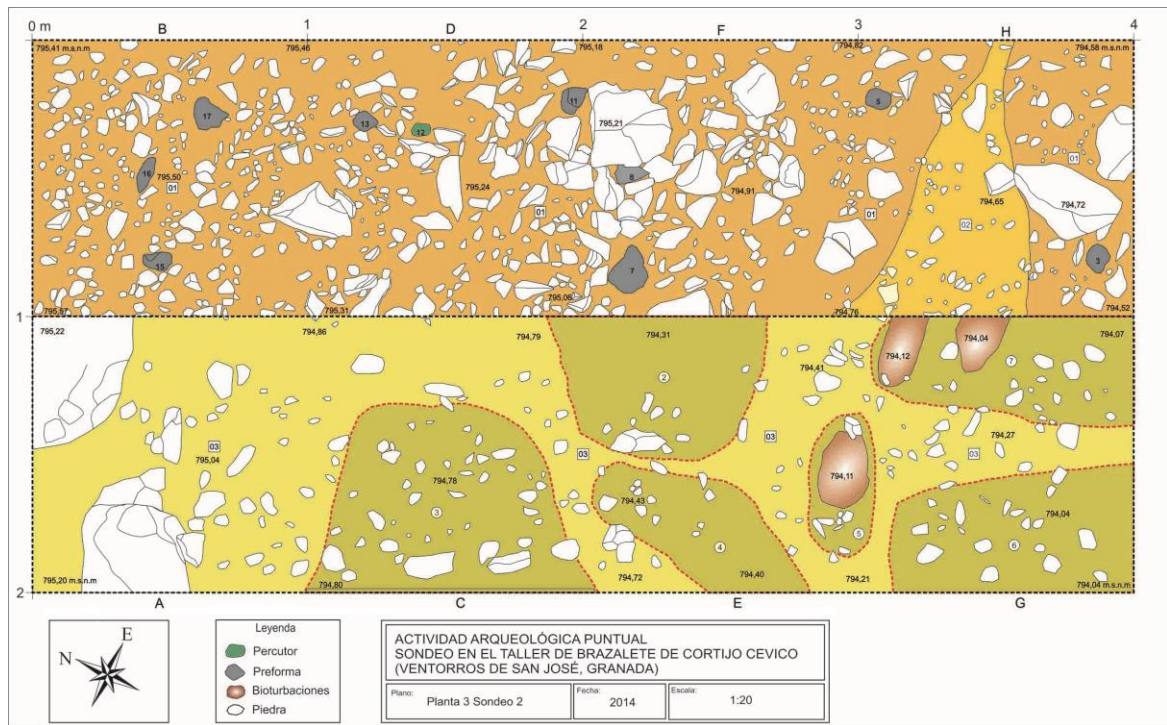 0 m B 1 D 2 F 3 H 4
795,41 m.s.n.m 795,46 795,18 794,82 794,58 m.s.n.m
17 13 12 11 5
795,21
16 795,50 01 8
795,24 794,91 01
01 01 794,65 794,72
02
15 7 3
795,57 795,31 795,06 794,76 794,52
1
795,22 794,86 794,79 794,31 794,12 794,04 794,07
2 794,41 7
03 795,04 03 03 794,27
03
794,78 794,43 794,11
3 4 5 6 794,04
795,20 m.s.n.m 794,80 794,72 794,40 794,21 794,04 m.s.n.m
2
A C E G
N E
Leyenda
Percutor
Preforma
Bioturbaciones
Piedra
ACTIVIDAD ARQUEOLÓGICA PUNTUAL
SONDEO EN EL TALLER DE BRAZALETE DE CORTIJO CEVICO
(VENTORROS DE SAN JOSÉ, GRANADA)
Plano: Planta 3 Sondeo 2
Fecha: 2014
Escala: 1:20